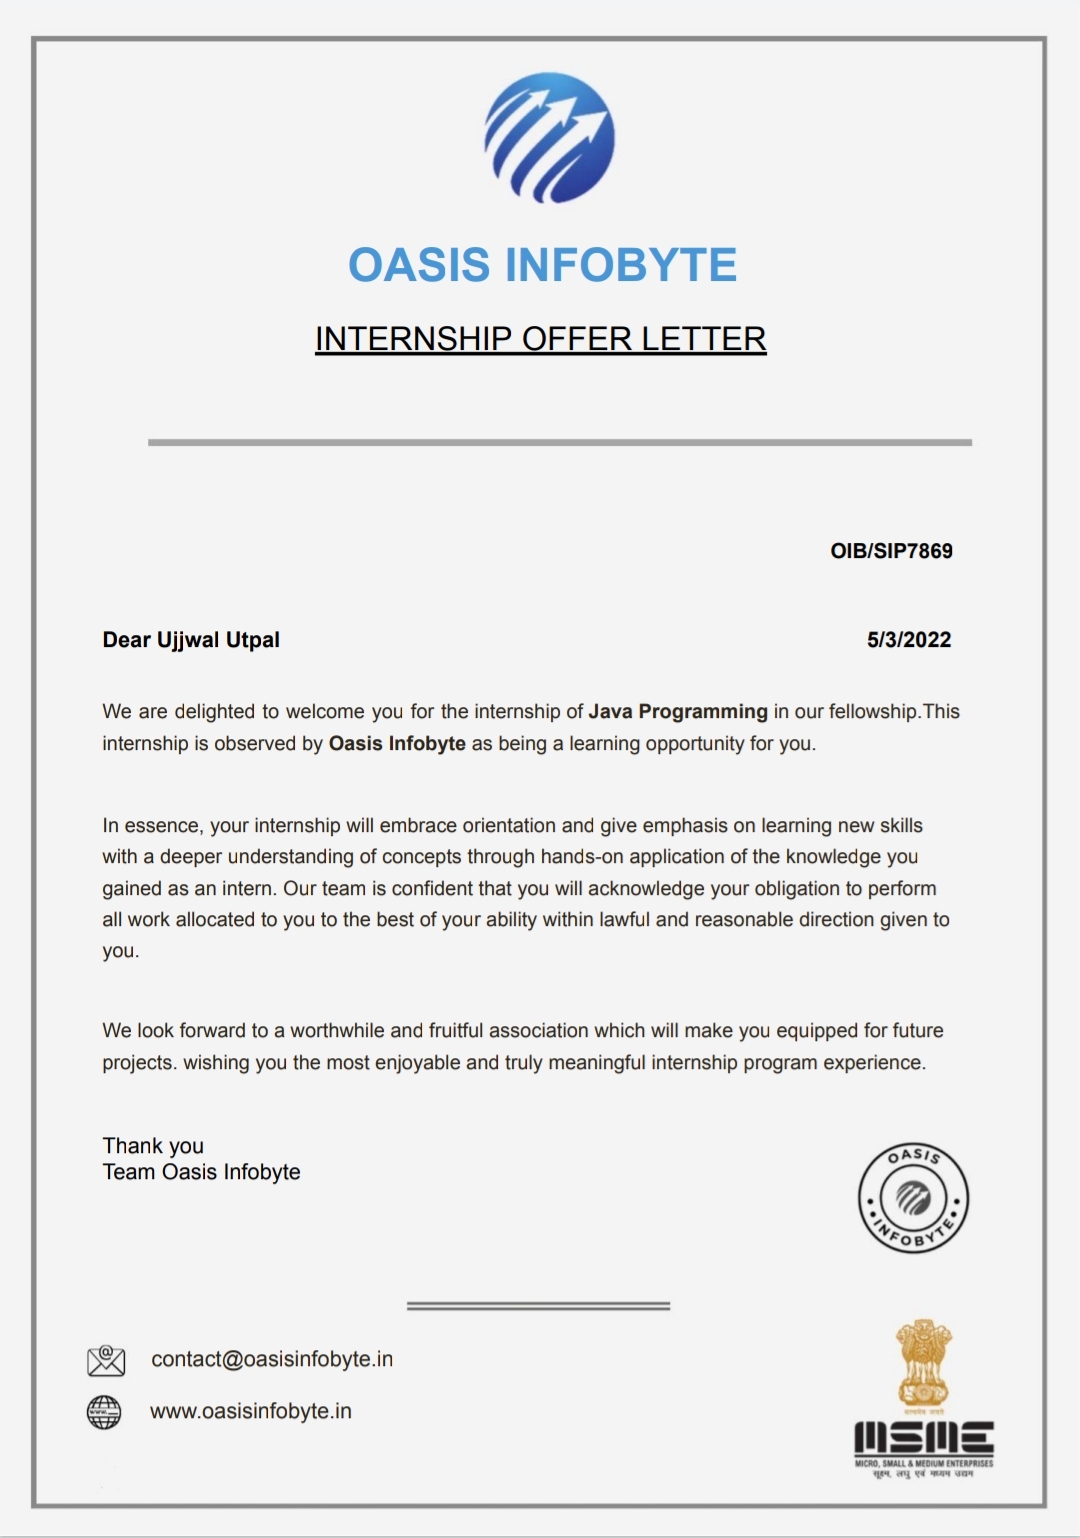 OASIS INFOBYTE
INTERNSHIP OFFER LETTER
OIB/SIP7869
Dear Ujjwal Utpal
5/3/2022
We are delighted to welcome you for the internship of Java Programming in our fellowship.This
internship is observed by Oasis Infobyte as being a learning opportunity for you.
In essence, your internship will embrace orientation and give emphasis on learning new skills
with a deeper understanding of concepts through hands-on application of the knowledge you
gained as an intern. Our team is confident that you will acknowledge your obligation to perform
all work allocated to you to the best of your ability within lawful and reasonable direction given to
you.
We look forward to a worthwhile and fruitful association which will make you equipped for future
projects. wishing you the most enjoyable and truly meaningful internship program experience.
Thank you
Team Oasis Infobyte
OASIS
INFOBYTE
@ contact@oasisinfobyte.in
www. www.oasisinfobyte.in
सत्यमेव जयते
MSME
MICRO, SMALL & MEDIUM ENTERPRISES
सूक्ष्म, लघु एवं मध्यम उद्यम